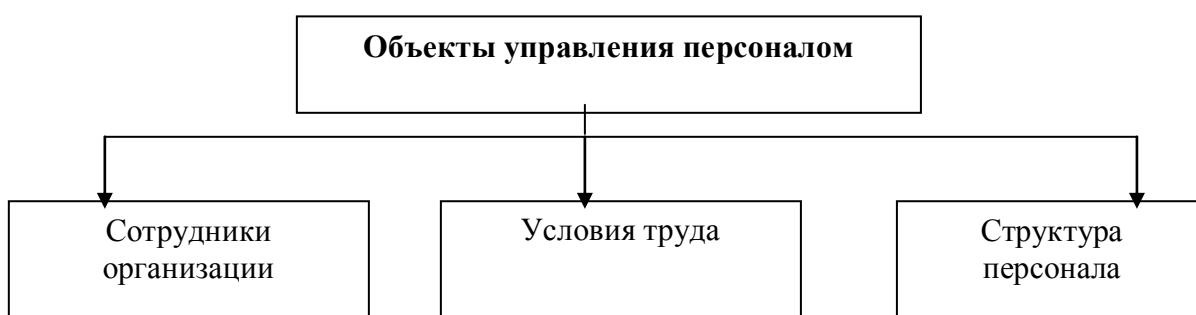 Объекты управления персоналом
Сотрудники
организации
Условия труда
Структура
персонала